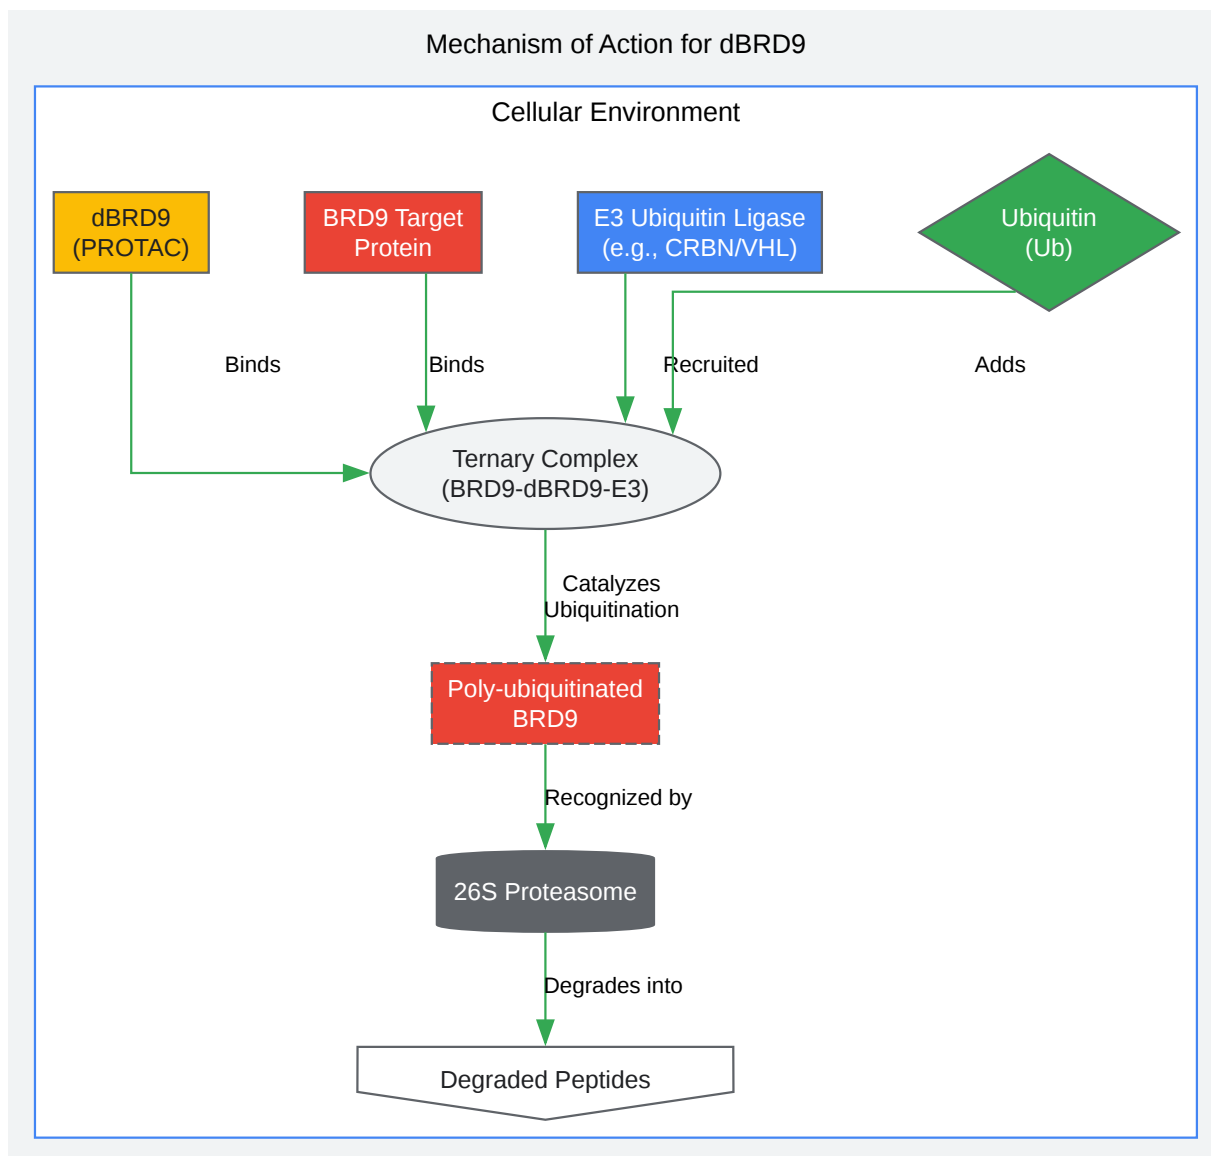 Mechanism of Action for dBRD9
Cellular Environment
dBRD9
(PROTAC)
BRD9 Target
Protein
E3 Ubiquitin Ligase
(e.g., CRBN/VHL)
Ubiquitin
(Ub)
Binds
Binds
Recruited
Adds
Ternary Complex
(BRD9-dBRD9-E3)
Catalyzes
Ubiquitination
Poly-ubiquitinated
BRD9
Recognized by
26S Proteasome
Degrades into
Degraded Peptides